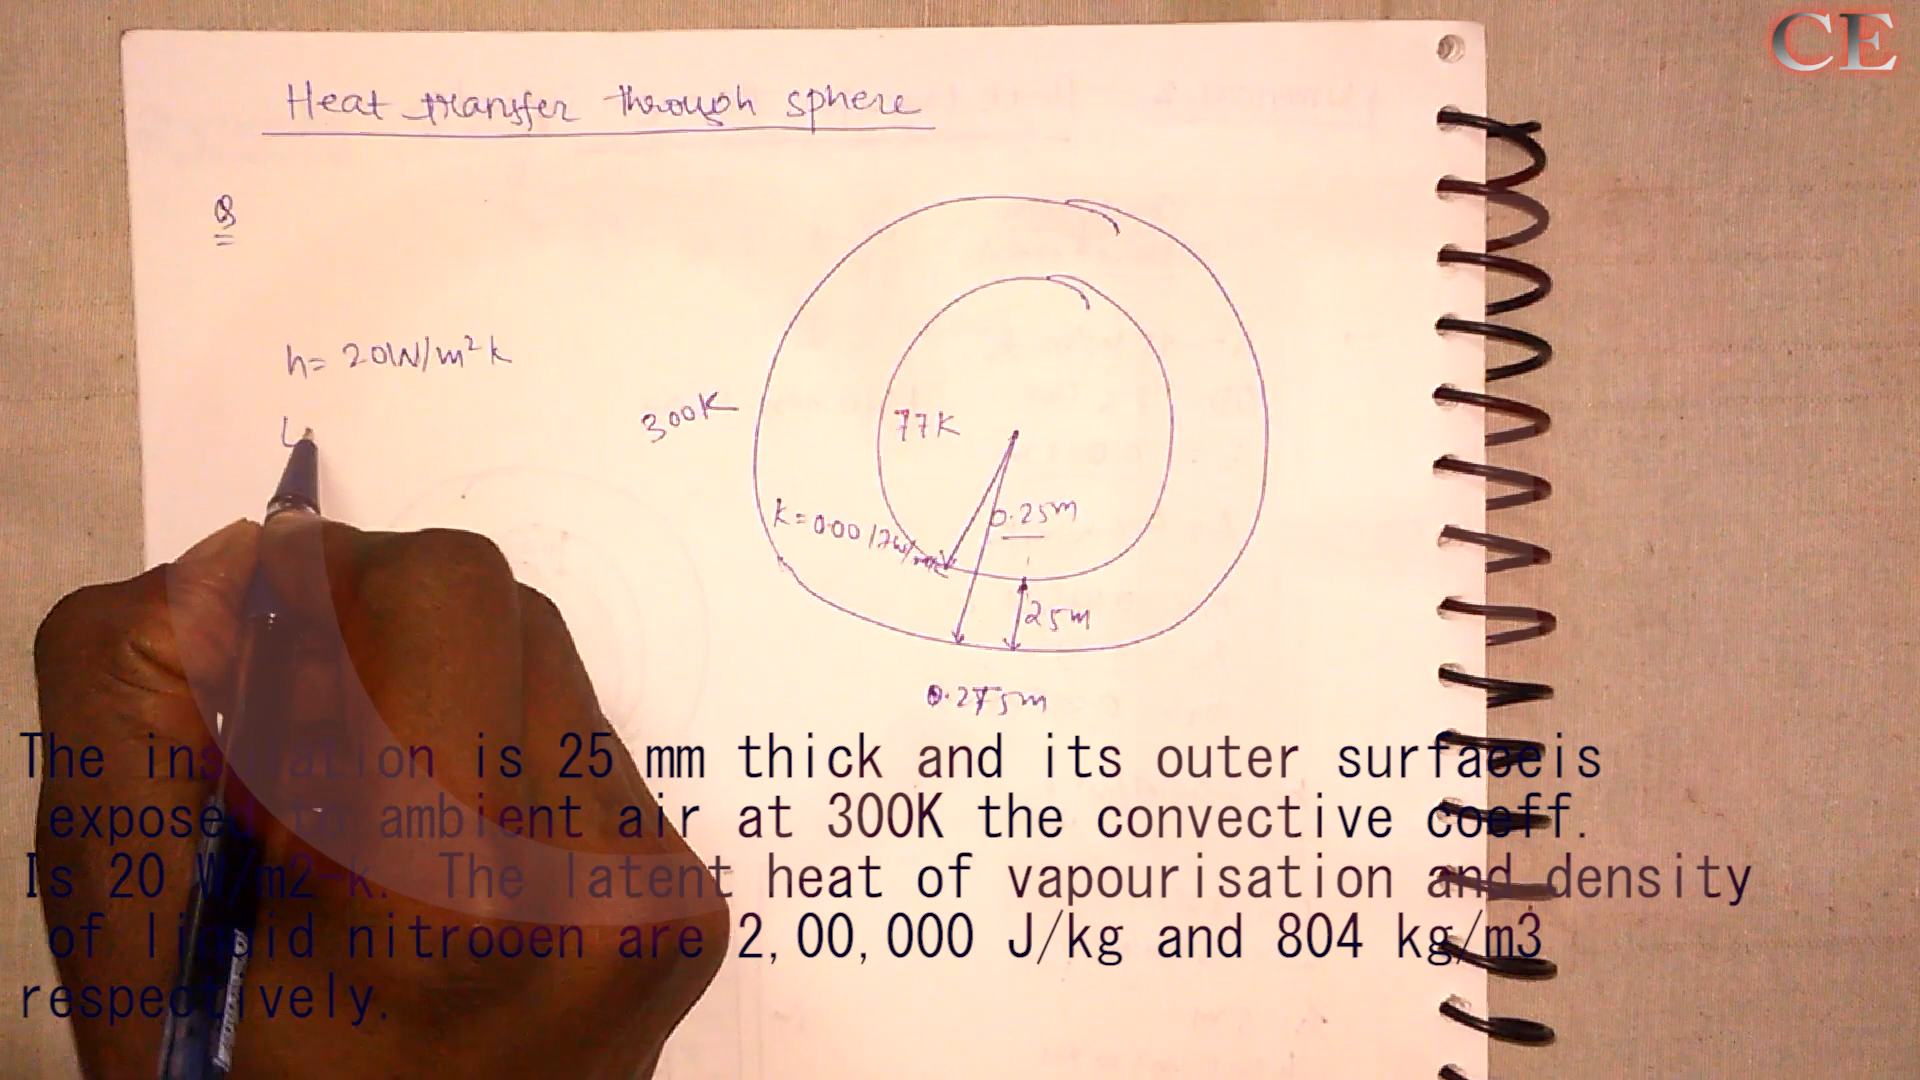 CE
Heat transfer through sphere
Q
h= 20W/m²k
300K
77K
0.25m
k=0.0017w/mk
25m
0.275m
The insulation is 25 mm thick and its outer surfaceis
exposed to ambient air at 300K the convective coeff.
Is 20 W/m2-k. The latent heat of vapourisation and density
of liquid nitrooen are 2,00,000 J/kg and 804 kg/m3
respectively.